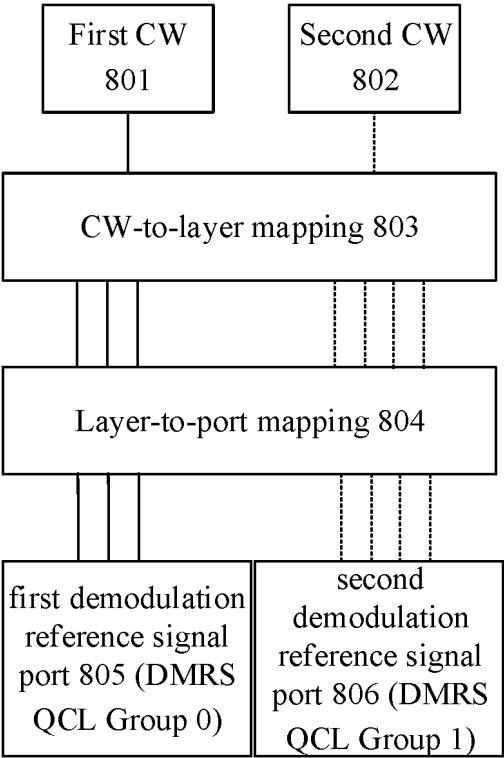 First CW
801
Second CW
802
CW-to-layer mapping 803
Layer-to-port mapping 804
first demodulation
reference signal
port 805 (DMRS
QCL Group 0)
second
demodulation
reference signal
port 806 (DMRS
QCL Group 1)